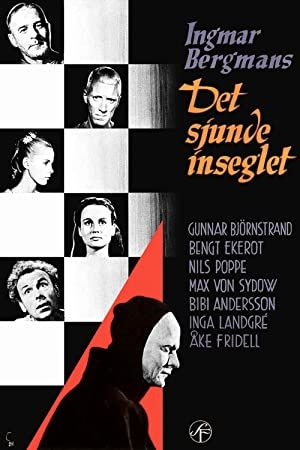 Ingmar
Bergmans
Det
sjunde
inseglet
GUNNAR BJÖRNSTRAND
BENGT EKEROT
NILS POPPE
MAX VON SYDOW
BIBI ANDERSSON
INGA LANDGRÉ
ÅKE FRIDELL
SF